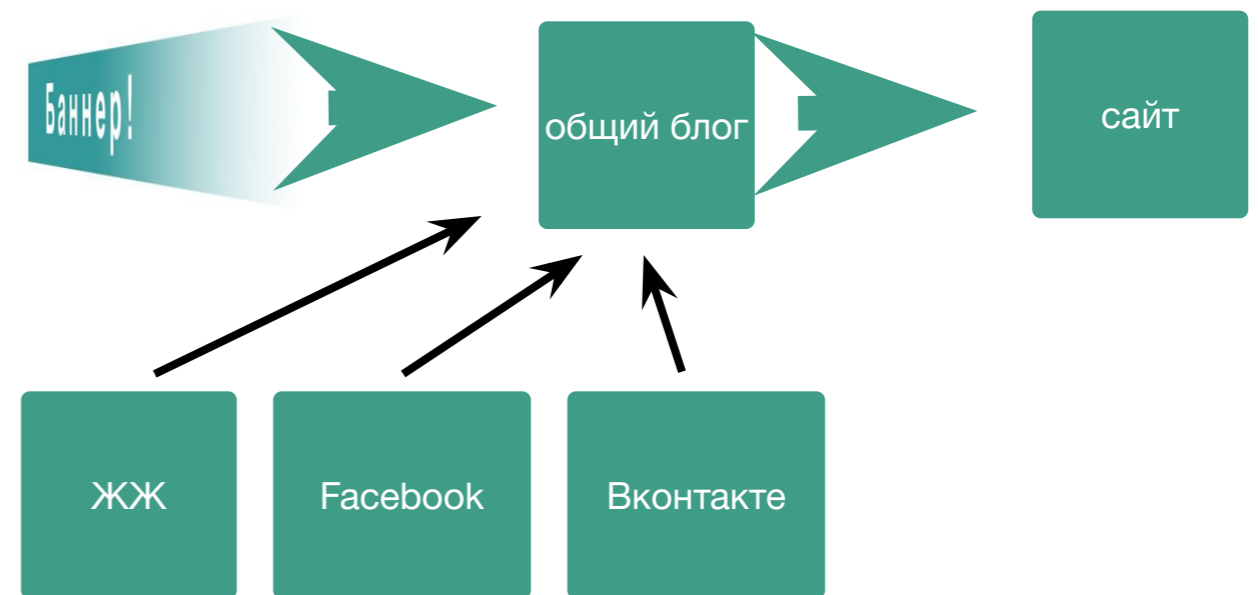 Баннер!
общий блог
сайт
ЖЖ
Facebook
Вконтакте